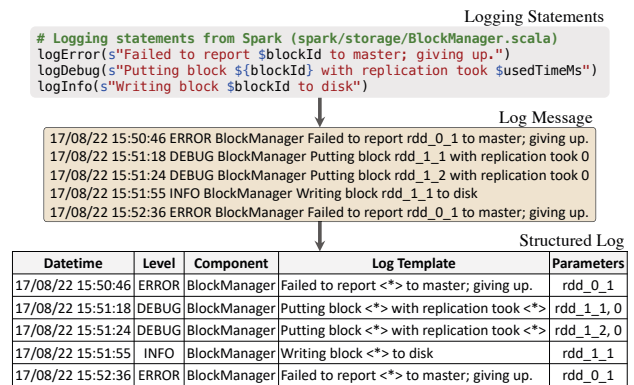 Logging Statements
# Logging statements from Spark (spark/storage/BlockManager.scala)
logError(s"Failed to report $blockId to master; giving up.")
logDebug(s"Putting block ${blockId} with replication took $usedTimeMs")
logInfo(s"Writing block $blockId to disk")
Log Message
17/08/22 15:50:46 ERROR BlockManager Failed to report rdd_0_1 to master; giving up.
17/08/22 15:51:18 DEBUG BlockManager Putting block rdd_1_1 with replication took 0
17/08/22 15:51:24 DEBUG BlockManager Putting block rdd_1_2 with replication took 0
17/08/22 15:51:55 INFO BlockManager Writing block rdd_1_1 to disk
17/08/22 15:52:36 ERROR BlockManager Failed to report rdd_0_1 to master; giving up.
Structured Log
Datetime Level Component Log Template Parameters
17/08/22 15:50:46 ERROR BlockManager Failed to report <*> to master; giving up. rdd_0_1
17/08/22 15:51:18 DEBUG BlockManager Putting block <*> with replication took <*> rdd_1_1, 0
17/08/22 15:51:24 DEBUG BlockManager Putting block <*> with replication took <*> rdd_1_2, 0
17/08/22 15:51:55 INFO BlockManager Writing block <*> to disk rdd_1_1
17/08/22 15:52:36 ERROR BlockManager Failed to report <*> to master; giving up. rdd_0_1